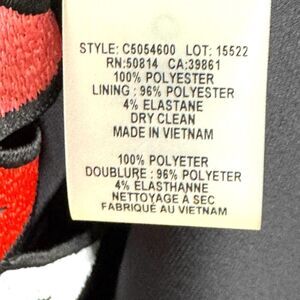 STYLE: C5054600 LOT: 15522
RN:50814 CA:39861
100% POLYESTER
LINING : 96% POLYESTER
4% ELASTANE
DRY CLEAN
MADE IN VIETNAM
100% POLYETER
DOUBLURE : 96% POLYETER
4% ELASTHANNE
NETTOYAGE A SEC
FABRIQUE AU VIETNAM